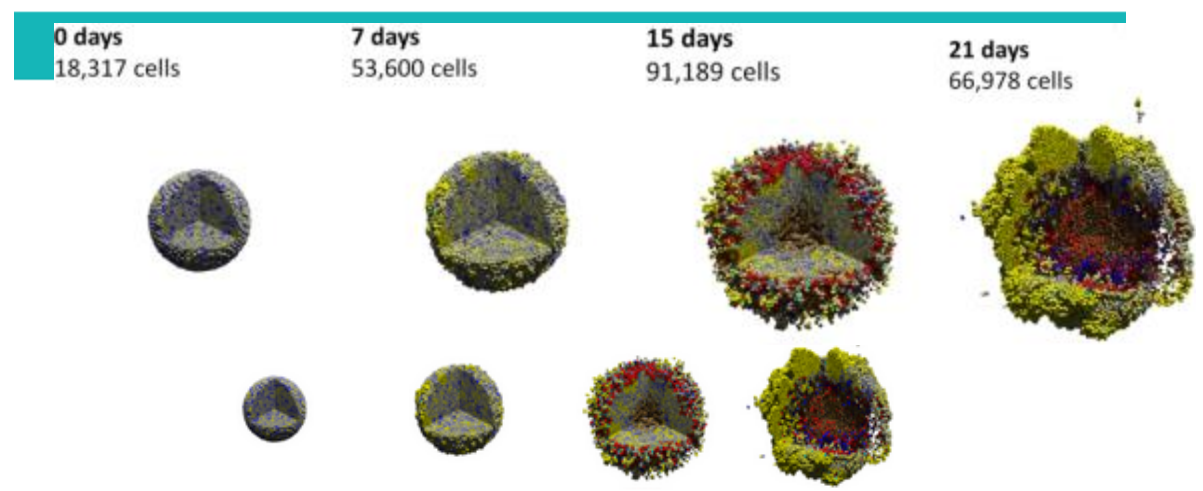 0 days
18,317 cells
7 days
53,600 cells
15 days
91,189 cells
21 days
66,978 cells